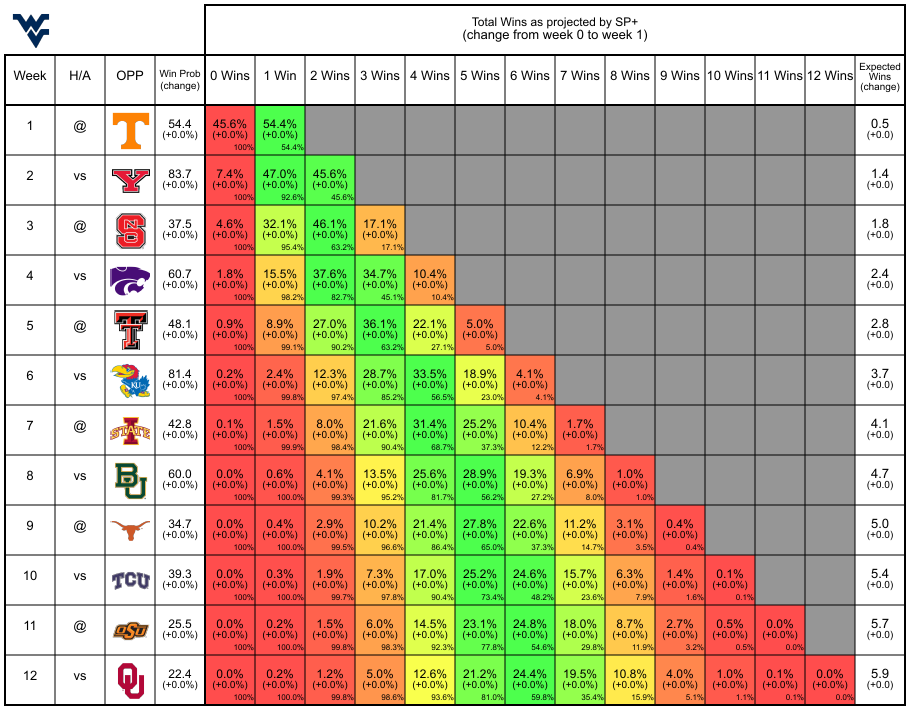 WV
Total Wins as projected by SP+
(change from week 0 to week 1)
Week H/A OPP Win Prob (change) 0 Wins 1 Win 2 Wins 3 Wins 4 Wins 5 Wins 6 Wins 7 Wins 8 Wins 9 Wins 10 Wins 11 Wins 12 Wins Expected Wins (change)
1 @ T 54.4 45.6% 54.4% 0.5
(+0.0%) (+0.0%) (+0.0%) (+0.0)
100% 54.4%
2 vs Y 83.7 7.4% 47.0% 45.6% 1.4
(+0.0%) (+0.0%) (+0.0%) (+0.0%) (+0.0)
100% 92.6% 45.6%
3 @ NCS 37.5 4.6% 32.1% 46.1% 17.1% 1.8
(+0.0%) (+0.0%) (+0.0%) (+0.0%) (+0.0%) (+0.0)
100% 95.4% 63.2% 17.1%
4 vs 60.7 1.8% 15.5% 37.6% 34.7% 10.4% 2.4
(+0.0%) (+0.0%) (+0.0%) (+0.0%) (+0.0%) (+0.0%) (+0.0)
100% 98.2% 82.7% 45.1% 10.4%
5 @ T 48.1 0.9% 8.9% 27.0% 36.1% 22.1% 5.0% 2.8
(+0.0%) (+0.0%) (+0.0%) (+0.0%) (+0.0%) (+0.0%) (+0.0%) (+0.0)
100% 99.1% 90.2% 63.2% 27.1% 5.0%
6 vs KU 81.4 0.2% 2.4% 12.3% 28.7% 33.5% 18.9% 4.1% 3.7
(+0.0%) (+0.0%) (+0.0%) (+0.0%) (+0.0%) (+0.0%) (+0.0%) (+0.0%) (+0.0)
100% 99.8% 97.4% 85.2% 56.5% 23.0% 4.1%
7 @ I STATE 42.8 0.1% 1.5% 8.0% 21.6% 31.4% 25.2% 10.4% 1.7% 4.1
(+0.0%) (+0.0%) (+0.0%) (+0.0%) (+0.0%) (+0.0%) (+0.0%) (+0.0%) (+0.0%) (+0.0)
100% 99.9% 98.4% 90.4% 68.7% 37.3% 12.2% 1.7%
8 vs BU 60.0 0.0% 0.6% 4.1% 13.5% 25.6% 28.9% 19.3% 6.9% 1.0% 4.7
(+0.0%) (+0.0%) (+0.0%) (+0.0%) (+0.0%) (+0.0%) (+0.0%) (+0.0%) (+0.0%) (+0.0%) (+0.0)
100% 100.0% 99.3% 95.2% 81.7% 56.2% 27.2% 8.0% 1.0%
9 @ 34.7 0.0% 0.4% 2.9% 10.2% 21.4% 27.8% 22.6% 11.2% 3.1% 0.4% 5.0
(+0.0%) (+0.0%) (+0.0%) (+0.0%) (+0.0%) (+0.0%) (+0.0%) (+0.0%) (+0.0%) (+0.0%) (+0.0%) (+0.0)
100% 100.0% 99.5% 96.6% 86.4% 65.0% 37.3% 14.7% 3.5% 0.4%
10 vs TCU 39.3 0.0% 0.3% 1.9% 7.3% 17.0% 25.2% 24.6% 15.7% 6.3% 1.4% 0.1% 5.4
(+0.0%) (+0.0%) (+0.0%) (+0.0%) (+0.0%) (+0.0%) (+0.0%) (+0.0%) (+0.0%) (+0.0%) (+0.0%) (+0.0%) (+0.0)
100% 100.0% 99.7% 97.8% 90.4% 73.4% 48.2% 23.6% 7.9% 1.6% 0.1%
11 @ OSU 25.5 0.0% 0.2% 1.5% 6.0% 14.5% 23.1% 24.8% 18.0% 8.7% 2.7% 0.5% 0.0% 5.7
(+0.0%) (+0.0%) (+0.0%) (+0.0%) (+0.0%) (+0.0%) (+0.0%) (+0.0%) (+0.0%) (+0.0%) (+0.0%) (+0.0%) (+0.0%) (+0.0)
100% 100.0% 99.8% 98.3% 92.3% 77.8% 54.6% 29.8% 11.9% 3.2% 0.5% 0.0%
12 vs OU 22.4 0.0% 0.2% 1.2% 5.0% 12.6% 21.2% 24.4% 19.5% 10.8% 4.0% 1.0% 0.1% 0.0% 5.9
(+0.0%) (+0.0%) (+0.0%) (+0.0%) (+0.0%) (+0.0%) (+0.0%) (+0.0%) (+0.0%) (+0.0%) (+0.0%) (+0.0%) (+0.0%) (+0.0%) (+0.0)
100% 100.0% 99.8% 98.6% 93.6% 81.0% 59.8% 35.4% 15.9% 5.1% 1.1% 0.1% 0.0%